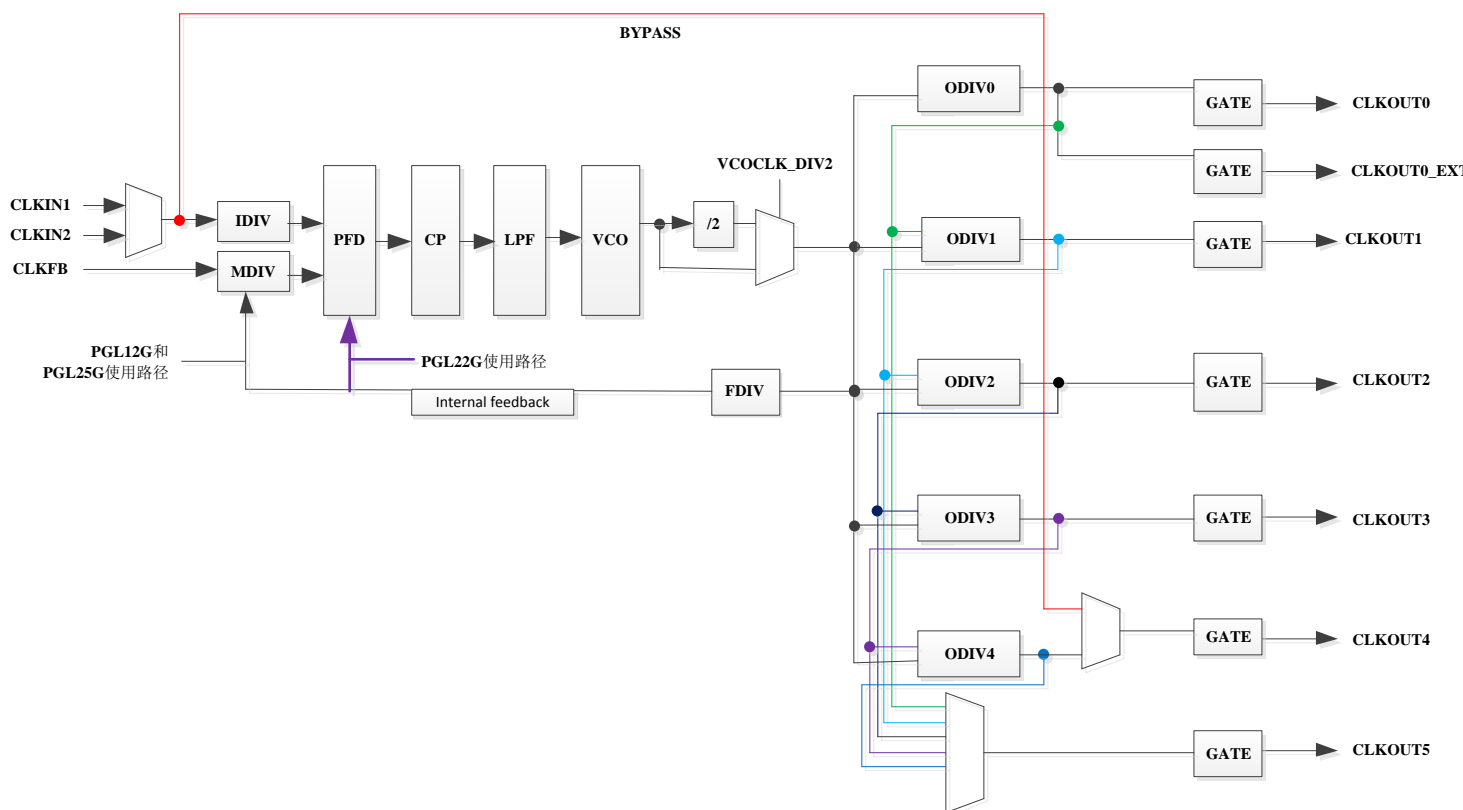 BYPASS
ODIV0
GATE
CLKOUT0
VCOCLK_DIV2
GATE
CLKOUT0_EXT
CLKIN1
CLKIN2
IDIV
PFD
CP
LPF
VCO
/2
ODIV1
GATE
CLKOUT1
CLKFB
MDIV
PGL12G和
PGL25G使用路径
PGL22G使用路径
Internal feedback
FDIV
ODIV2
GATE
CLKOUT2
ODIV3
GATE
CLKOUT3
ODIV4
GATE
CLKOUT4
GATE
CLKOUT5